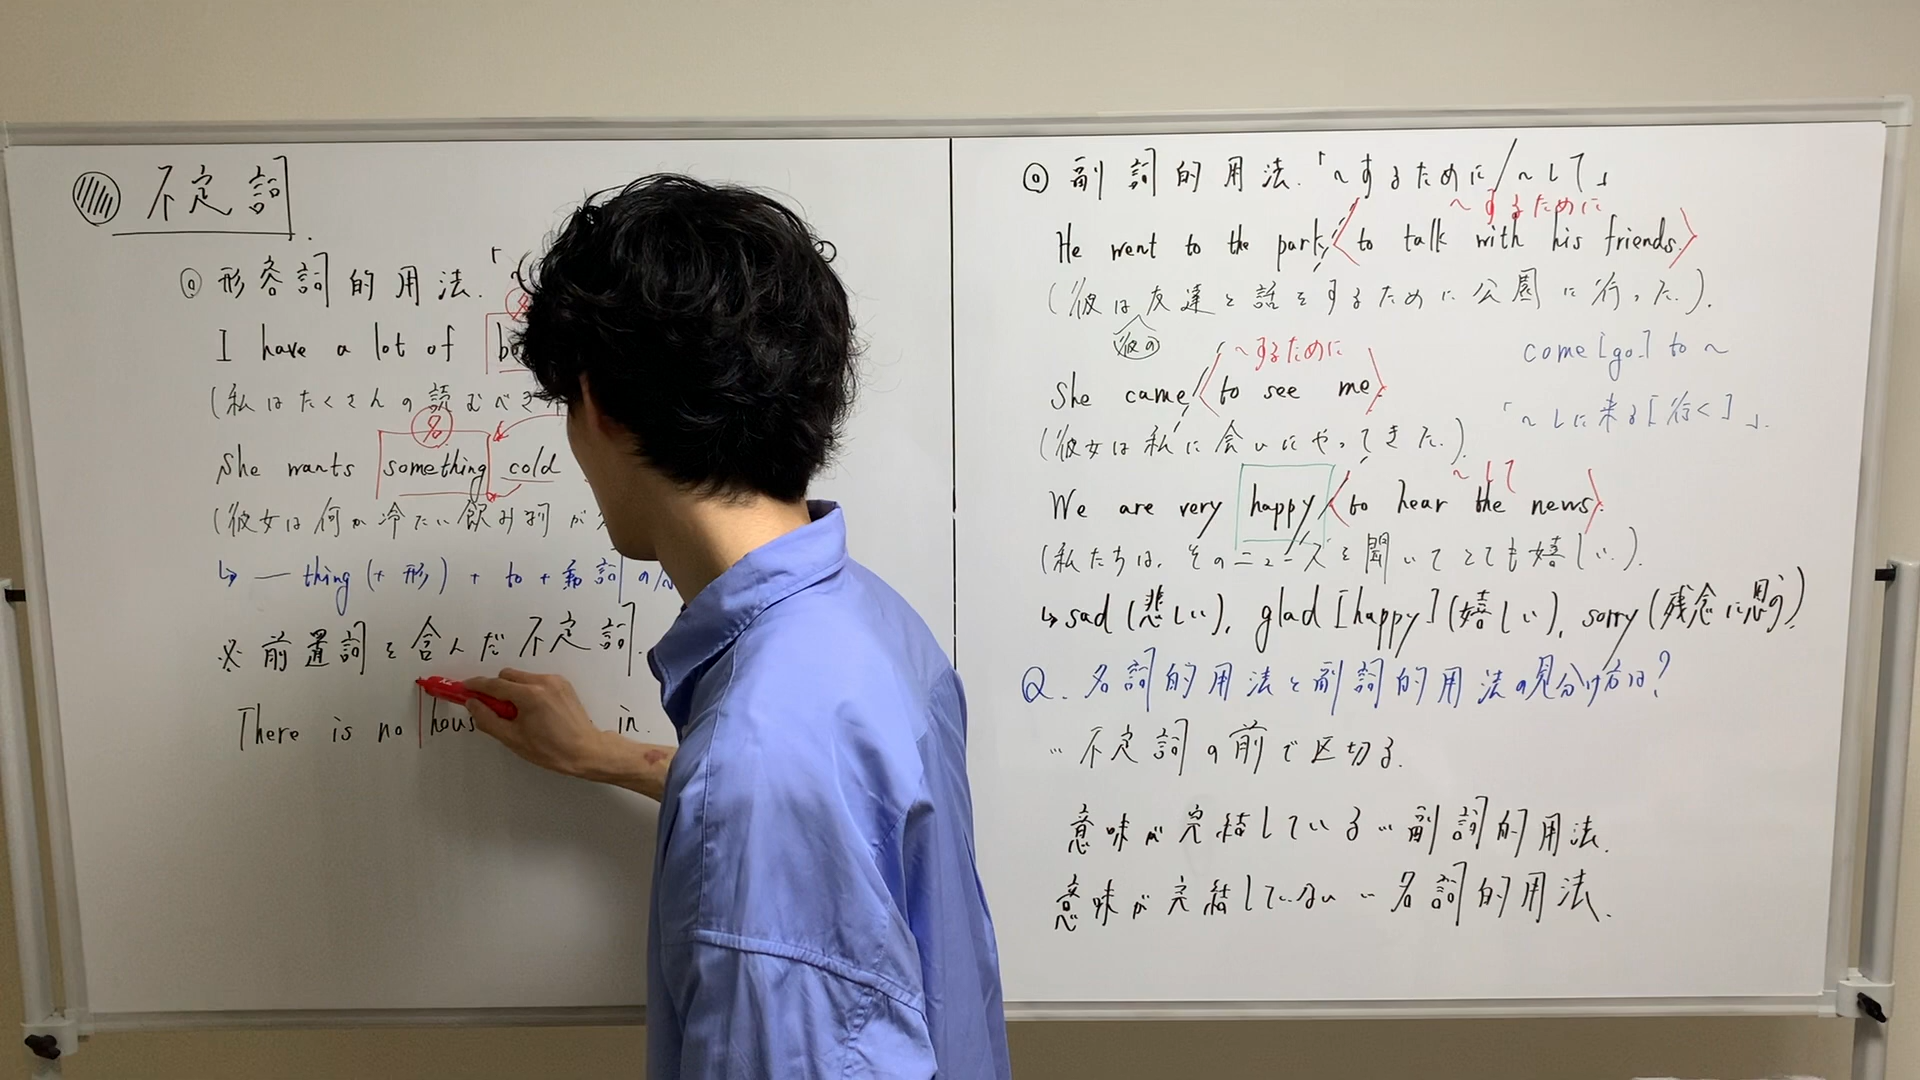 不定詞
◎ 形容詞的用法.「~
名
I have a lot of
(私はたくさんの読むべき
名
She wants something cold
(彼女は何か冷たい飲み物が
↳ ―thing (+ 形) + to + 動詞の
※ 前置詞を含んだ不定詞.
There is no in.
◎ 副詞的用法.「~するために/~して」
~するために
He went to the park to talk with his friends.
(彼は友達と話をするために公園に行った.).
彼の
~するために
She came to see me.
(彼女は私に会いにやってきた.)
come [go] to ~
「~しに来る[行く]」.
~して
We are very happy to hear the news.
(私たちは、そのニュースを聞いてとても嬉しい.).
↳ sad (悲しい), glad [happy] (嬉しい), sorry (残念に思う).
Q. 名詞的用法と副詞的用法の見分け方は?
… 不定詞の前で区切る.
意味が完結している … 副詞的用法.
意味が完結していない … 名詞的用法.